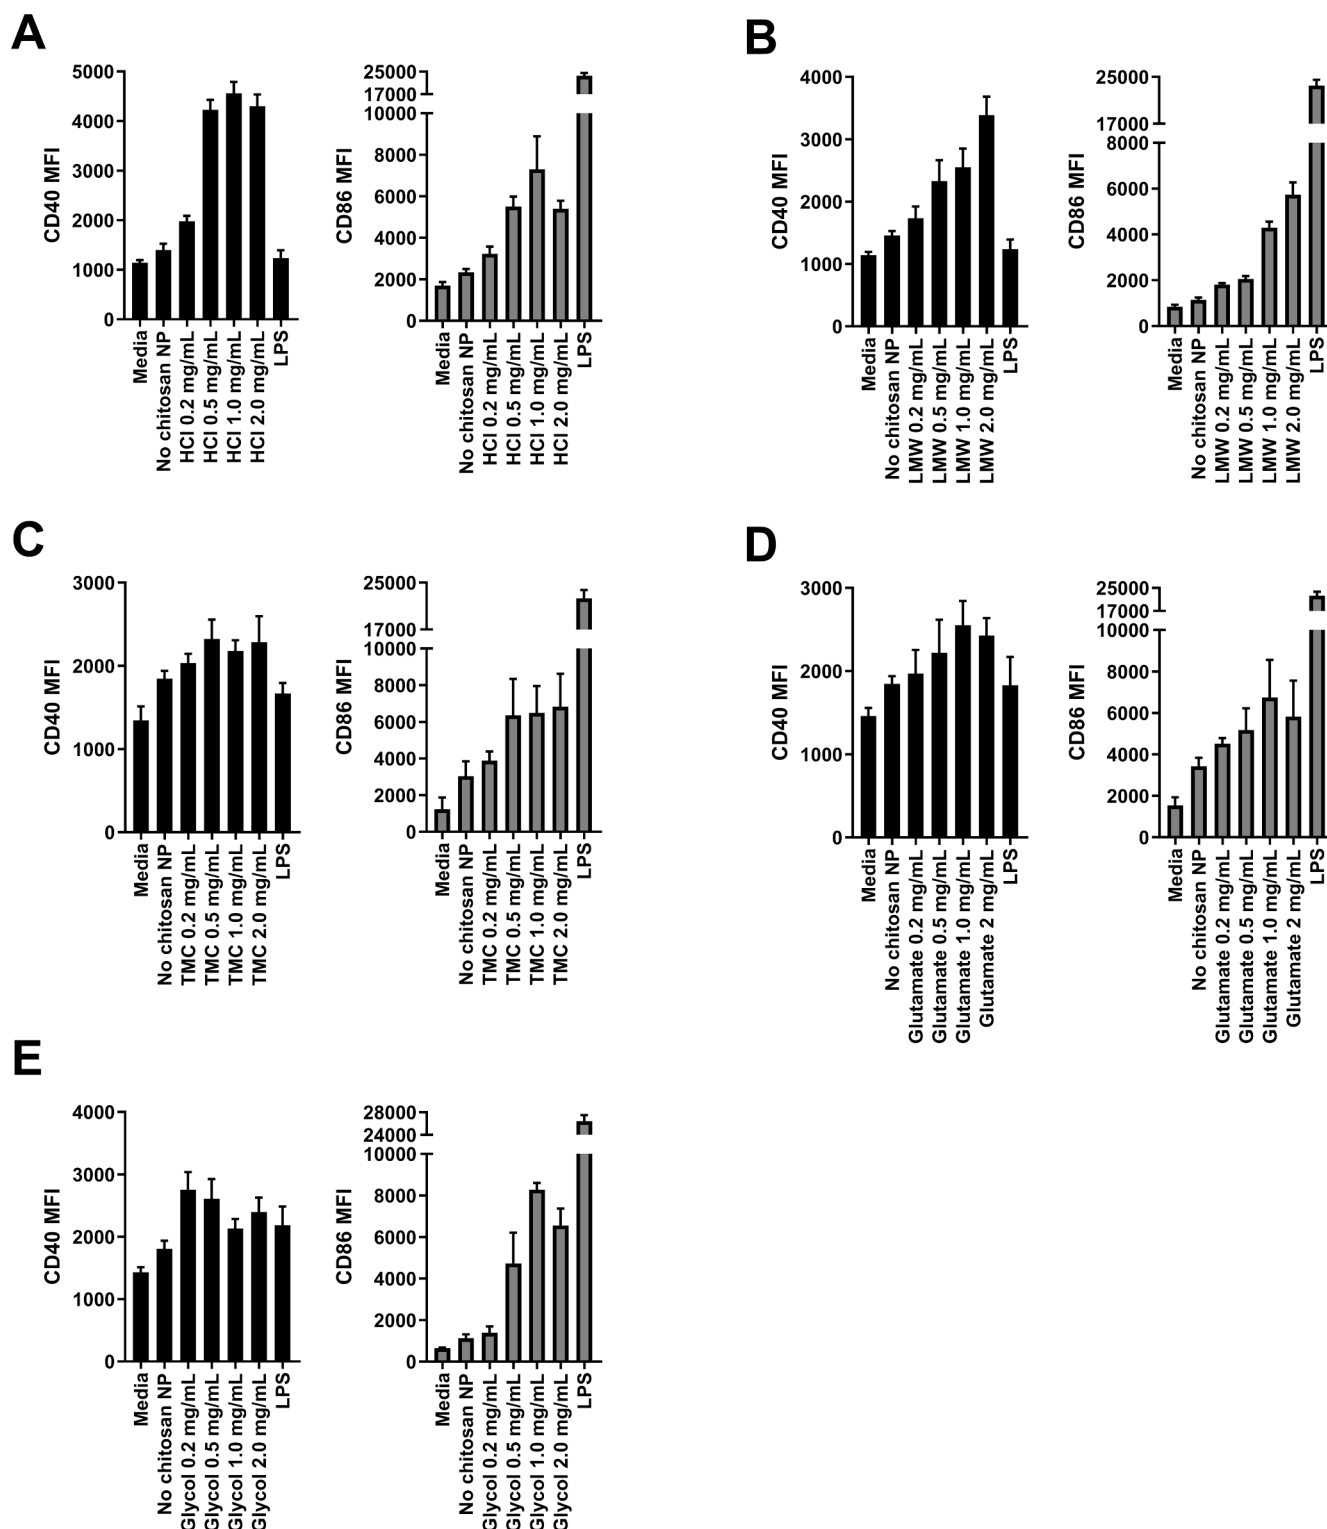 A
CD40 MFI
5000
4000
3000
2000
1000
0
Media
No chitosan NP
HCl 0.2 mg/mL
HCl 0.5 mg/mL
HCl 1.0 mg/mL
HCl 2.0 mg/mL
LPS
CD86 MFI
25000
17000
10000
8000
6000
4000
2000
0
Media
No chitosan NP
HCl 0.2 mg/mL
HCl 0.5 mg/mL
HCl 1.0 mg/mL
HCl 2.0 mg/mL
LPS
B
CD40 MFI
4000
3000
2000
1000
0
Media
No chitosan NP
LMW 0.2 mg/mL
LMW 0.5 mg/mL
LMW 1.0 mg/mL
LMW 2.0 mg/mL
LPS
CD86 MFI
25000
17000
8000
6000
4000
2000
0
Media
No chitosan NP
LMW 0.2 mg/mL
LMW 0.5 mg/mL
LMW 1.0 mg/mL
LMW 2.0 mg/mL
LPS
C
CD40 MFI
3000
2000
1000
0
Media
No chitosan NP
TMC 0.2 mg/mL
TMC 0.5 mg/mL
TMC 1.0 mg/mL
TMC 2.0 mg/mL
LPS
CD86 MFI
25000
17000
10000
8000
6000
4000
2000
0
Media
No chitosan NP
TMC 0.2 mg/mL
TMC 0.5 mg/mL
TMC 1.0 mg/mL
TMC 2.0 mg/mL
LPS
D
CD40 MFI
3000
2000
1000
0
Media
No chitosan NP
Glutamate 0.2 mg/mL
Glutamate 0.5 mg/mL
Glutamate 1.0 mg/mL
Glutamate 2 mg/mL
LPS
CD86 MFI
25000
17000
10000
8000
6000
4000
2000
0
Media
No chitosan NP
Glutamate 0.2 mg/mL
Glutamate 0.5 mg/mL
Glutamate 1.0 mg/mL
Glutamate 2 mg/mL
LPS
E
CD40 MFI
4000
3000
2000
1000
0
Media
No chitosan NP
Glycol 0.2 mg/mL
Glycol 0.5 mg/mL
Glycol 1.0 mg/mL
Glycol 2.0 mg/mL
LPS
CD86 MFI
28000
24000
10000
8000
6000
4000
2000
0
Media
No chitosan NP
Glycol 0.2 mg/mL
Glycol 0.5 mg/mL
Glycol 1.0 mg/mL
Glycol 2.0 mg/mL
LPS